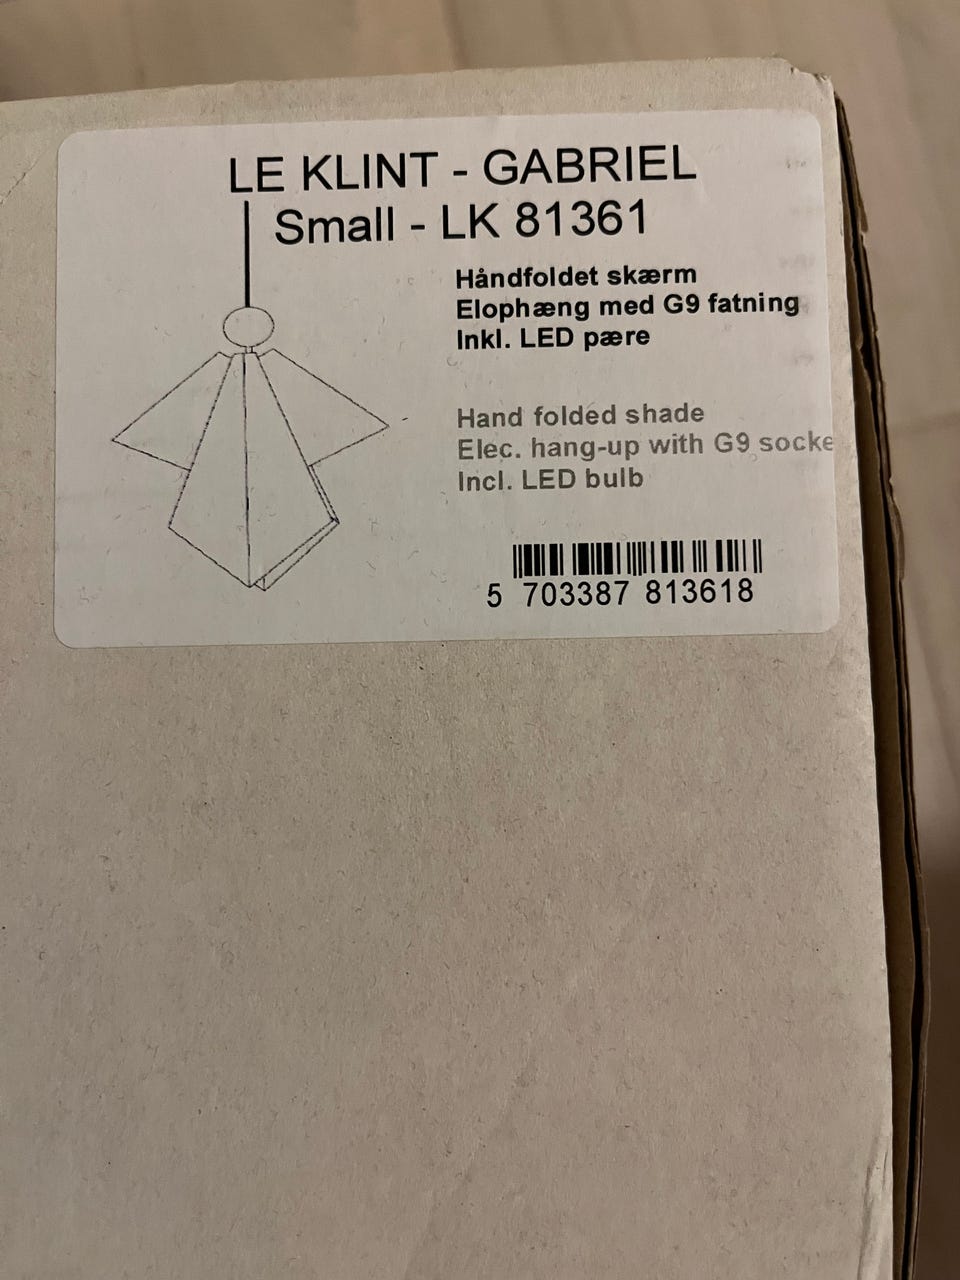 LE KLINT - GABRIEL
Small - LK 81361
Håndfoldet skærm
Elophæng med G9 fatning
Inkl. LED pære
Hand folded shade
Elec. hang-up with G9 socke
Incl. LED bulb
5 703387 813618